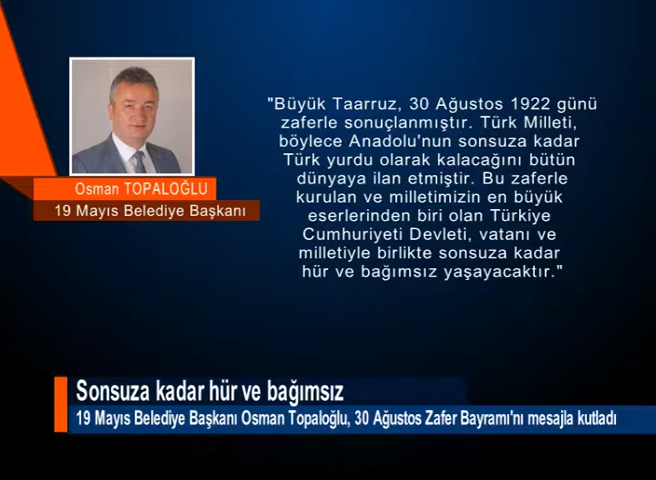 "Büyük Taarruz, 30 Ağustos 1922 günü
zaferle sonuçlanmıştır. Türk Milleti,
böylece Anadolu'nun sonsuza kadar
Türk yurdu olarak kalacağını bütün
dünyaya ilan etmiştir. Bu zaferle
kurulan ve milletimizin en büyük
eserlerinden biri olan Türkiye
Cumhuriyeti Devleti, vatanı ve
milletiyle birlikte sonsuza kadar
hür ve bağımsız yaşayacaktır."
Osman TOPALOĞLU
19 Mayıs Belediye Başkanı
Sonsuza kadar hür ve bağımsız
19 Mayıs Belediye Başkanı Osman Topaloğlu, 30 Ağustos Zafer Bayramı'nı mesajla kutladı